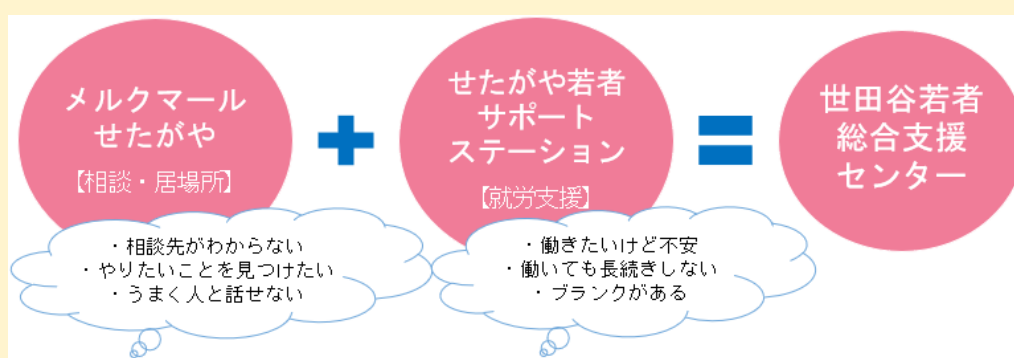 メルクマール
せたがや
【相談・居場所】
・相談先がわからない
・やりたいことを見つけたい
・うまく人と話せない
+
せたがや若者
サポート
ステーション
【就労支援】
・働きたいけど不安
・働いても長続きしない
・ブランクがある
=
世田谷若者
総合支援
センター